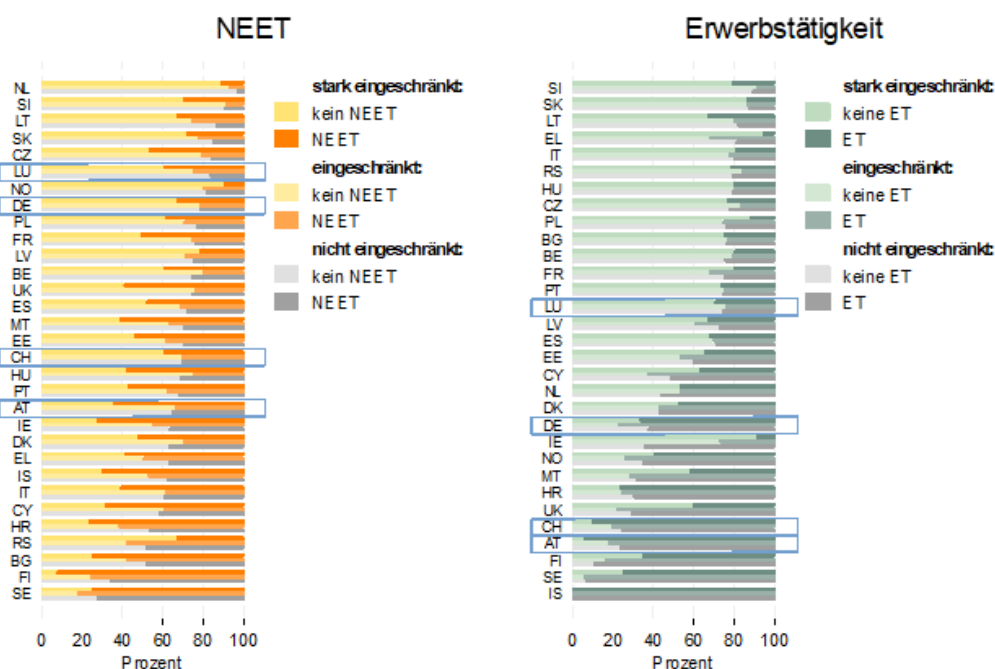 NEET
NL
SI
LT
SK
CZ
LU
NO
DE
PL
FR
LV
BE
UK
ES
MT
EE
CH
HU
PT
AT
IE
DK
EL
IS
IT
CY
HR
RS
BG
FI
SE
0 20 40 60 80 100
Prozent
stark eingeschränkt:
kein NEET
NEET
eingeschränkt:
kein NEET
NEET
nicht eingeschränkt:
kein NEET
NEET
Erwerbstätigkeit
SI
SK
LT
EL
IT
RS
HU
CZ
PL
BG
BE
FR
PT
LU
LV
ES
EE
CY
NL
DK
DE
IE
NO
MT
HR
UK
CH
AT
FI
SE
IS
0 20 40 60 80 100
Prozent
stark eingeschränkt:
keine ET
ET
eingeschränkt:
keine ET
ET
nicht eingeschränkt:
keine ET
ET